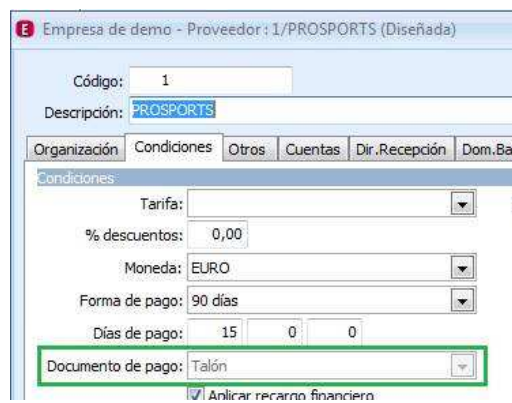 Empresa de demo - Proveedor : 1/PROSPORTS (Diseñada)
Código: 1
Descripción: PROSPORTS
Organización Condiciones Otros Cuentas Dir.Recepción Dom.Ba
Condiciones
Tarifa:
% descuentos: 0,00
Moneda: EURO
Forma de pago: 90 días
Días de pago: 15 0 0
Documento de pago: Talón
Aplicar recargo financiero